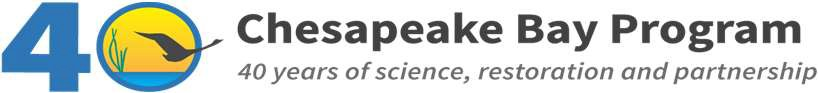 40 Chesapeake Bay Program
40 years of science, restoration and partnership